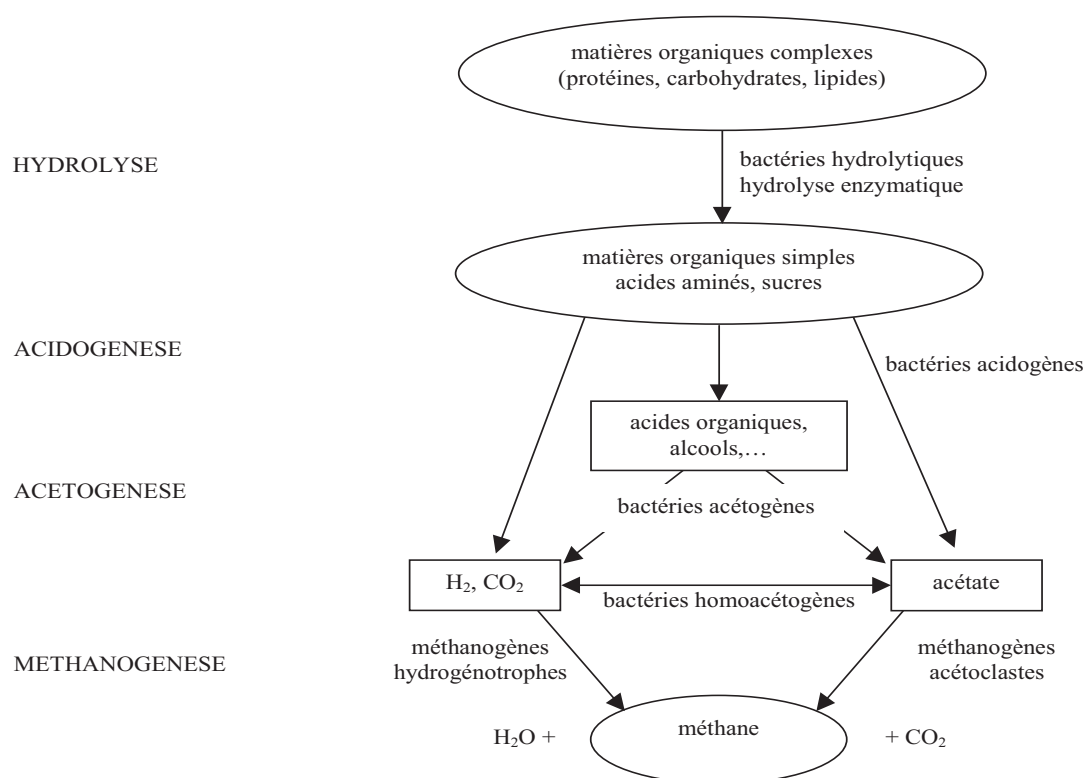 matières organiques complexes
(protéines, carbohydrates, lipides)
HYDROLYSE
bactéries hydrolytiques
hydrolyse enzymatique
matières organiques simples
acides aminés, sucres
ACIDOGENESE
bactéries acidogènes
acides organiques,
alcools,…
ACETOGENESE
bactéries acétogènes
H₂, CO₂
acétate
bactéries homoacétogènes
METHANOGENESE
méthanogènes
hydrogénotrophes
méthanogènes
acétoclastes
H₂O +
méthane
+ CO₂